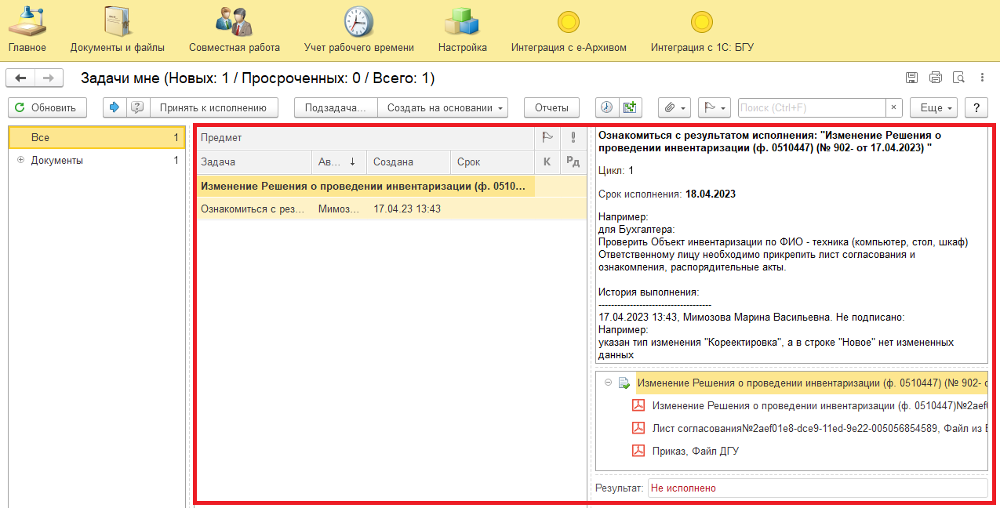 Главное
Документы и файлы
Совместная работа
Учет рабочего времени
Настройка
Интеграция с е-Архивом
Интеграция с 1С: БГУ
Задачи мне (Новых: 1 / Просроченных: 0 / Всего: 1)
Обновить
Принять к исполнению
Подзадача...
Создать на основании
Отчеты
Поиск (Ctrl+F)
×
Еще
?
Все 1
Документы 1
Предмет
Задача Ав... ↓ Создана Срок К Рд
Изменение Решения о проведении инвентаризации (ф. 0510...
Ознакомиться с рез... Мимоз... 17.04.23 13:43
Ознакомиться с результатом исполнения: "Изменение Решения о
проведении инвентаризации (ф. 0510447) (№ 902- от 17.04.2023) "
Цикл: 1
Срок исполнения: 18.04.2023
Например:
для Бухгалтера:
Проверить Объект инвентаризации по ФИО - техника (компьютер, стол, шкаф)
Ответственному лицу необходимо прикрепить лист согласования и
ознакомления, распорядительные акты.
История выполнения:
------------------------------------
17.04.2023 13:43, Мимозова Марина Васильевна. Не подписано:
Например:
указан тип изменения "Кореектировка", а в строке "Новое" нет измененных
данных
Изменение Решения о проведении инвентаризации (ф. 0510447) (№ 902- о
Изменение Решения о проведении инвентаризации (ф. 0510447)№2aef
Лист согласования№2aef01e8-dce9-11ed-9e22-005056854589, Файл из
Приказ, Файл ДГУ
Результат: Не исполнено